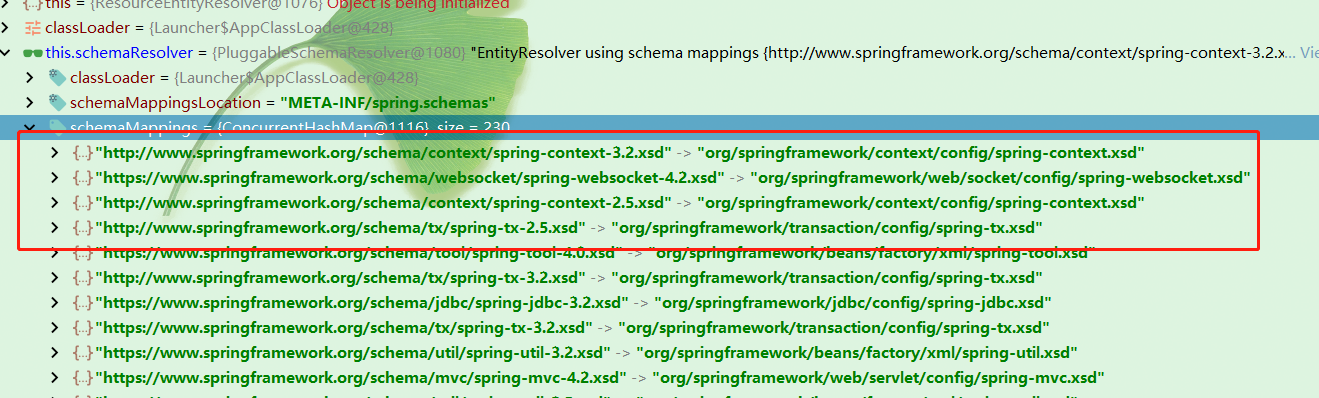 {...} this = {ResourceEntityResolver@1076} Object is being initialized
classLoader = {Launcher$AppClassLoader@428}
this.schemaResolver = {PluggableSchemaResolver@1080} "EntityResolver using schema mappings {http://www.springframework.org/schema/context/spring-context-3.2.x... Vie
classLoader = {Launcher$AppClassLoader@428}
schemaMappingsLocation = "META-INF/spring.schemas"
schemaMappings = {ConcurrentHashMap@1116} size = 230
{...} "http://www.springframework.org/schema/context/spring-context-3.2.xsd" -> "org/springframework/context/config/spring-context.xsd"
{...} "https://www.springframework.org/schema/websocket/spring-websocket-4.2.xsd" -> "org/springframework/web/socket/config/spring-websocket.xsd"
{...} "https://www.springframework.org/schema/context/spring-context-2.5.xsd" -> "org/springframework/context/config/spring-context.xsd"
{...} "http://www.springframework.org/schema/tx/spring-tx-2.5.xsd" -> "org/springframework/transaction/config/spring-tx.xsd"
{...} "https://www.springframework.org/schema/tool/spring-tool-4.0.xsd" -> "org/springframework/beans/factory/xml/spring-tool.xsd"
{...} "http://www.springframework.org/schema/tx/spring-tx-3.2.xsd" -> "org/springframework/transaction/config/spring-tx.xsd"
{...} "https://www.springframework.org/schema/jdbc/spring-jdbc-3.2.xsd" -> "org/springframework/jdbc/config/spring-jdbc.xsd"
{...} "https://www.springframework.org/schema/tx/spring-tx-3.2.xsd" -> "org/springframework/transaction/config/spring-tx.xsd"
{...} "https://www.springframework.org/schema/util/spring-util-3.2.xsd" -> "org/springframework/beans/factory/xml/spring-util.xsd"
{...} "https://www.springframework.org/schema/mvc/spring-mvc-4.2.xsd" -> "org/springframework/web/servlet/config/spring-mvc.xsd"